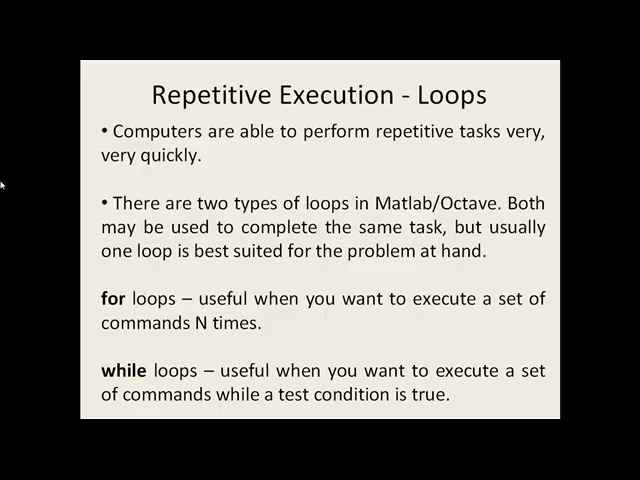 Repetitive Execution - Loops
• Computers are able to perform repetitive tasks very,
very quickly.
• There are two types of loops in Matlab/Octave. Both
may be used to complete the same task, but usually
one loop is best suited for the problem at hand.
for loops – useful when you want to execute a set of
commands N times.
while loops – useful when you want to execute a set
of commands while a test condition is true.